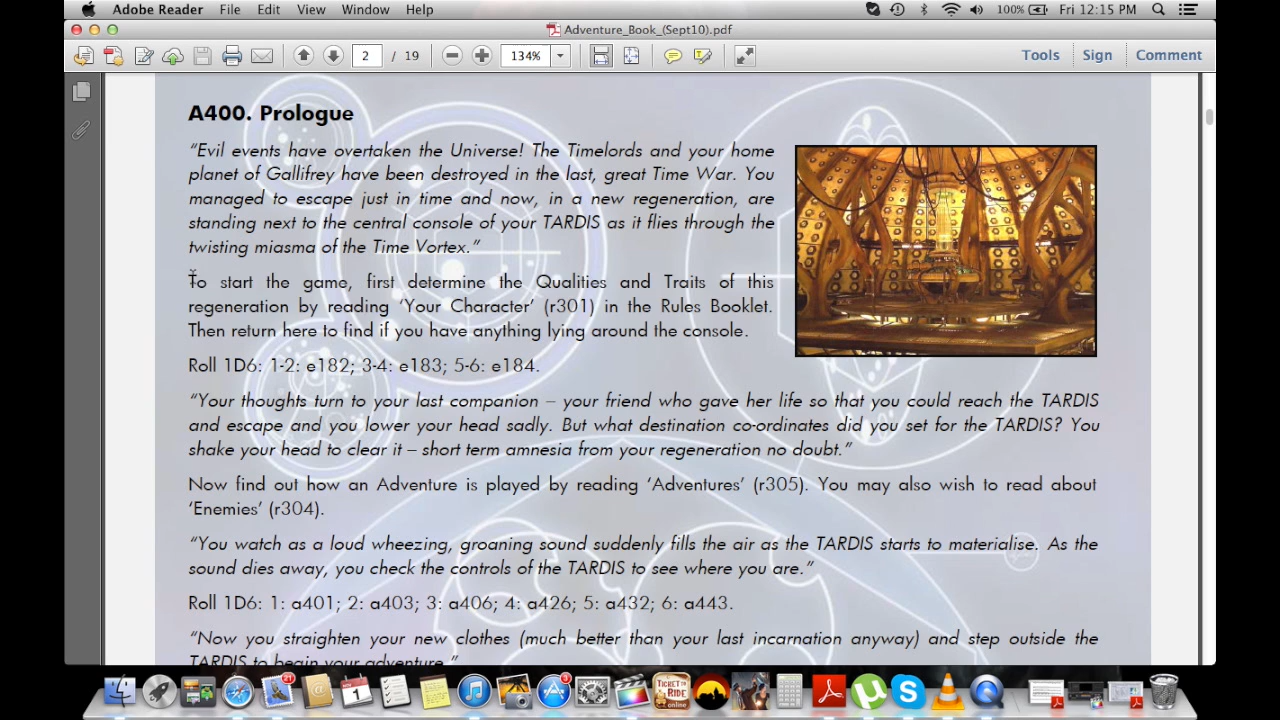 Adobe Reader File Edit View Window Help 100% Fri 12:15 PM
Adventure_Book_(Sept10).pdf
2 / 19 134% Tools Sign Comment
A400. Prologue
“Evil events have overtaken the Universe! The Timelords and your home
planet of Gallifrey have been destroyed in the last, great Time War. You
managed to escape just in time and now, in a new regeneration, are
standing next to the central console of your TARDIS as it flies through the
twisting miasma of the Time Vortex.”
To start the game, first determine the Qualities and Traits of this
regeneration by reading ‘Your Character’ (r301) in the Rules Booklet.
Then return here to find if you have anything lying around the console.
Roll 1D6: 1-2: e182; 3-4: e183; 5-6: e184.
“Your thoughts turn to your last companion – your friend who gave her life so that you could reach the TARDIS
and escape and you lower your head sadly. But what destination co-ordinates did you set for the TARDIS? You
shake your head to clear it – short term amnesia from your regeneration no doubt.”
Now find out how an Adventure is played by reading ‘Adventures’ (r305). You may also wish to read about
‘Enemies’ (r304).
“You watch as a loud wheezing, groaning sound suddenly fills the air as the TARDIS starts to materialise. As the
sound dies away, you check the controls of the TARDIS to see where you are.”
Roll 1D6: 1: a401; 2: a403; 3: a406; 4: a426; 5: a432; 6: a443.
“Now you straighten your new clothes (much better than your last incarnation anyway) and step outside the
TARDIS to begin your adventure.”
21
1
3
TICKET TO RIDE online